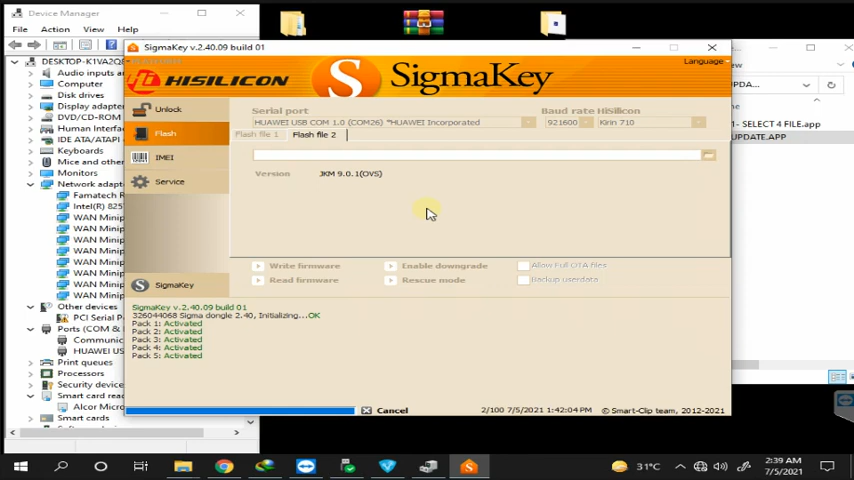 Device Manager
File Action View Help
DESKTOP-K1VA2Q
Audio inputs a
Computer
Disk drives
Display adapte
DVD/CD-ROM
Human Interfa
IDE ATA/ATAPI
Keyboards
Mice and othe
Monitors
Network adapt
Famatech R
Intel(R) 825
WAN Minip
WAN Minip
WAN Minip
WAN Minip
WAN Minip
WAN Minip
WAN Minip
Other devices
PCI Serial P
Ports (COM &
Communic
HUAWEI US
Print queues
Processors
Security device
Smart card rea
Alcor Micro
Smart cards
SigmaKey v.2.40.09 build 01
HISILICON
S
SigmaKey
Language
Unlock
Flash
IMEI
Service
SigmaKey
Serial port
Baud rate
HiSilicon
HUAWEI USB COM 1.0 (COM26) "HUAWEI Incorporated
921600
Kirin 710
Flash file 1
Flash file 2
Version
JKM 9.0.1(OVS)
Write firmware
Enable downgrade
Allow Full OTA files
Read firmware
Rescue mode
Backup userdata
SigmaKey v.2.40.09 build 01
326044068 Sigma dongle 2.40, Initializing...OK
Pack 1: Activated
Pack 2: Activated
Pack 3: Activated
Pack 4: Activated
Pack 5: Activated
Cancel
2/100 7/5/2021 1:42:04 PM
© Smart-Clip team, 2012-2021
UPDA...
1- SELECT 4 FILE.app
UPDATE.APP
31°C
2:39 AM
7/5/2021